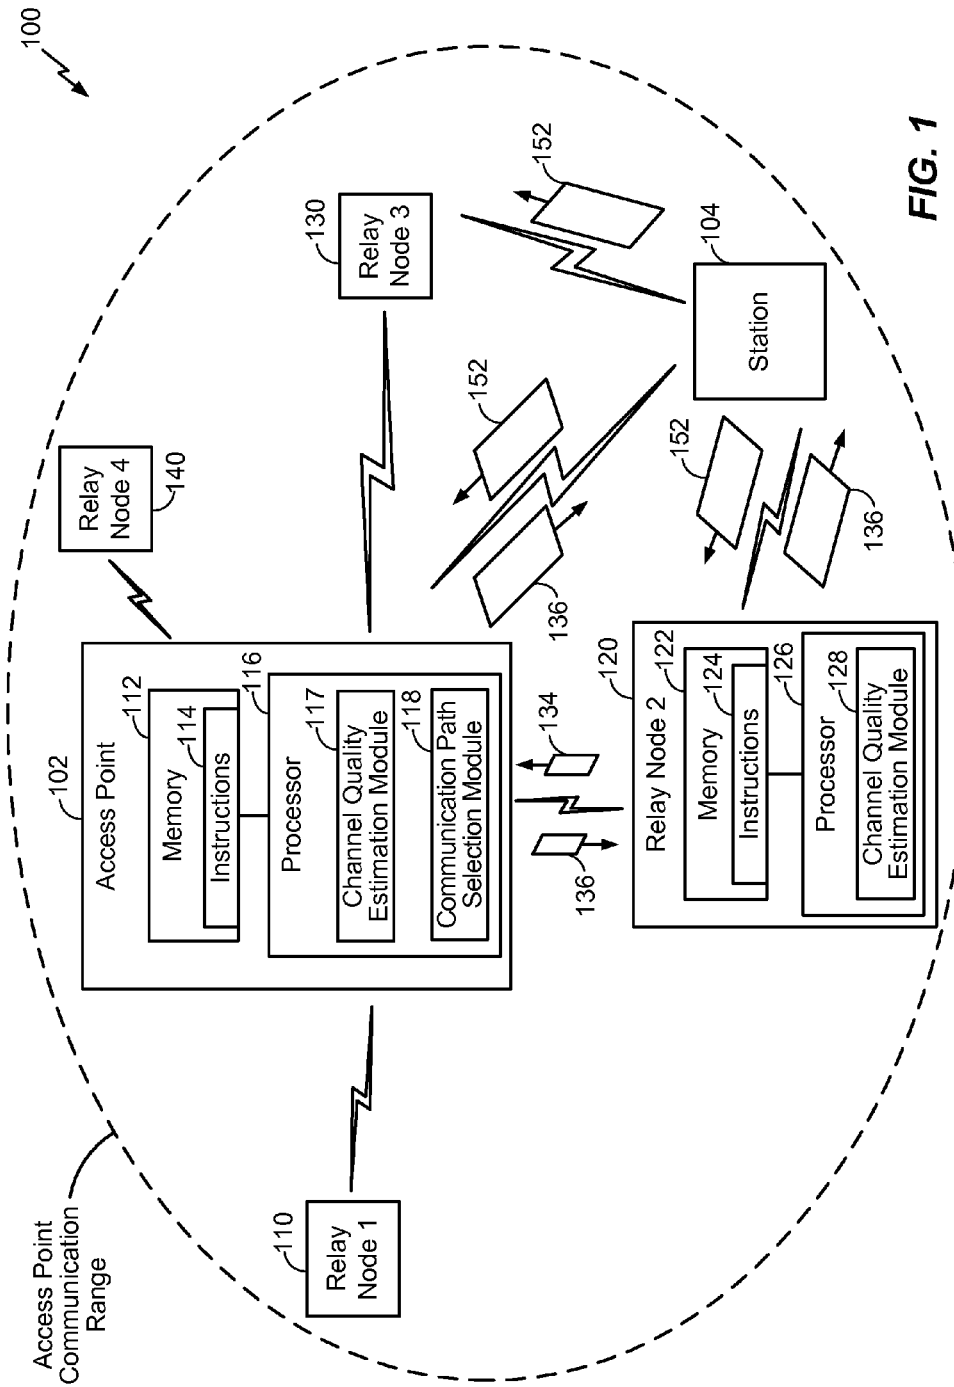 100
Access Point
Communication
Range
Relay
Node 4
140
130
Relay
Node 3
110
Relay
Node 1
102
Access Point
112
Memory
114
Instructions
116
Processor
117
Channel Quality
Estimation Module
118
Communication Path
Selection Module
152
136
152
104
Station
136
134
120
Relay Node 2
122
Memory
124
Instructions
126
Processor
128
Channel Quality
Estimation Module
152
136
FIG. 1